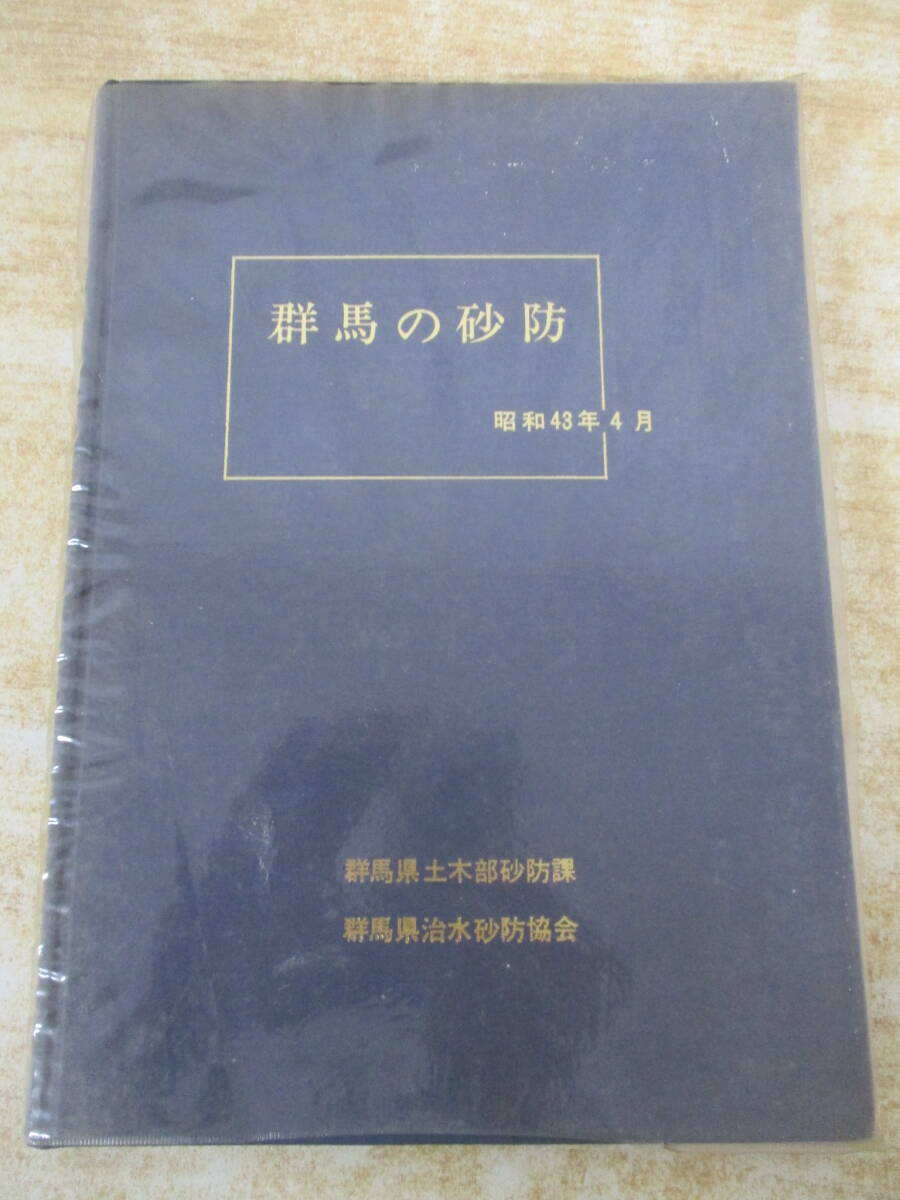 群馬の砂防
昭和43年4月
群馬県土木部砂防課
群馬県治水砂防協会